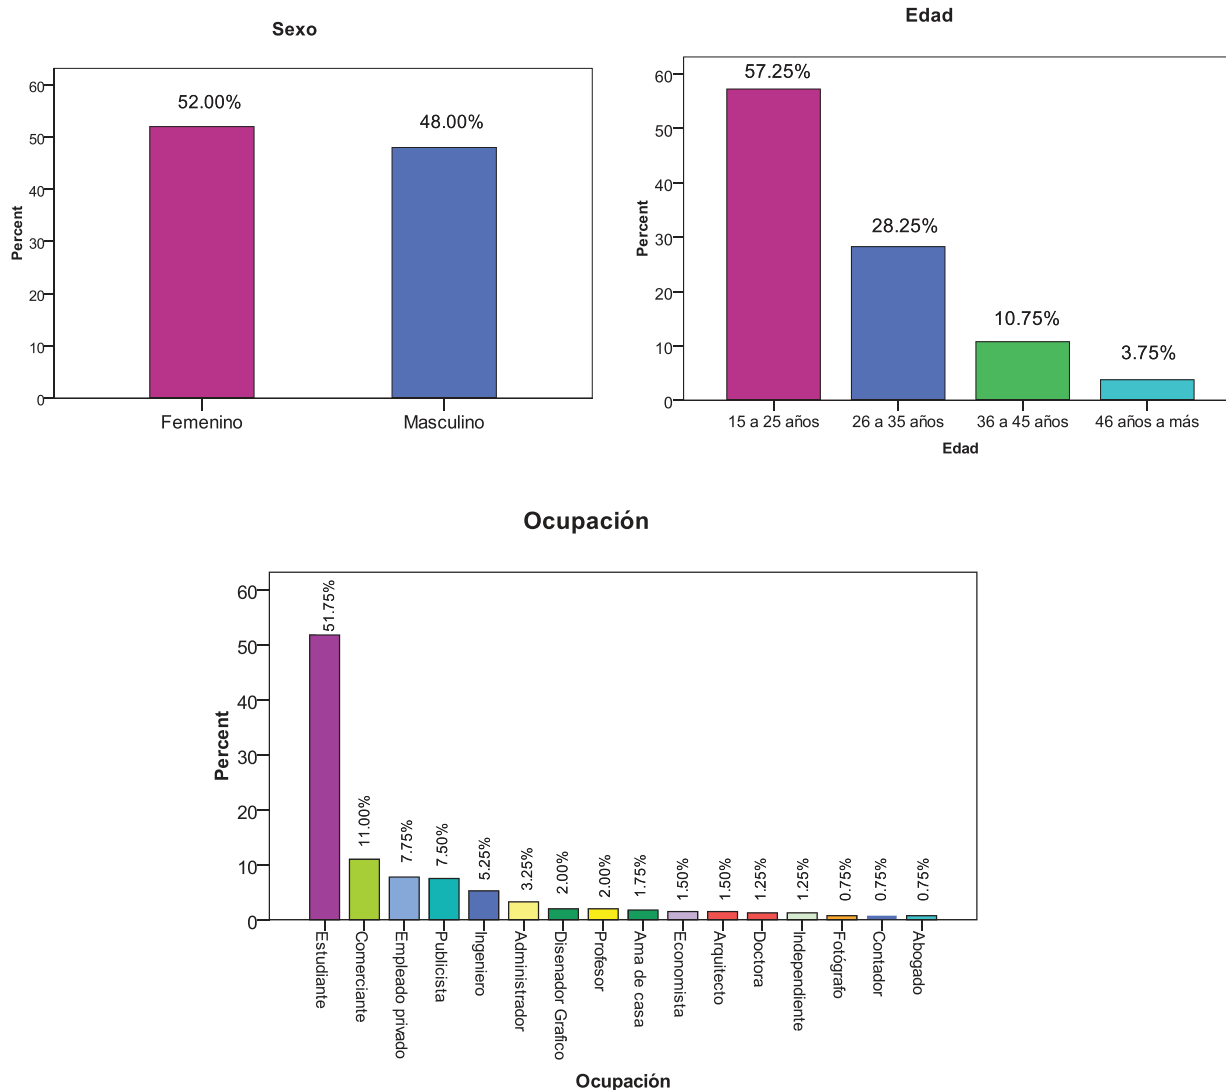 Sexo
Percent
60
50
40
30
20
10
0
52.00%
48.00%
Femenino
Masculino
Edad
Percent
60
50
40
30
20
10
0
57.25%
28.25%
10.75%
3.75%
15 a 25 años
26 a 35 años
36 a 45 años
46 años a más
Edad
Ocupación
Percent
60
50
40
30
20
10
0
51.75%
11.00%
7.75%
7.50%
5.25%
3.25%
2.00%
2.00%
1.75%
1.50%
1.50%
1.25%
1.25%
0.75%
0.75%
0.75%
Estudiante
Comerciante
Empleado privado
Publicista
Ingeniero
Administrador
Disenador Grafico
Profesor
Ama de casa
Economista
Arquitecto
Doctora
Independiente
Fotógrafo
Contador
Abogado
Ocupación